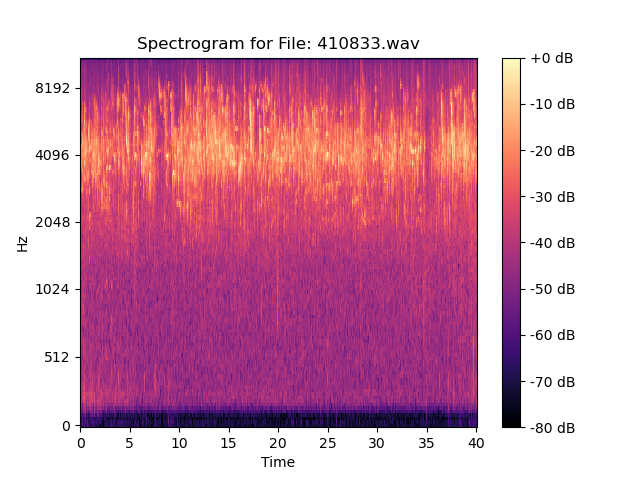 Spectrogram for File: 410833.wav
8192
4096
2048
1024
512
0
Hz
0 5 10 15 20 25 30 35 40
Time
+0 dB
-10 dB
-20 dB
-30 dB
-40 dB
-50 dB
-60 dB
-70 dB
-80 dB